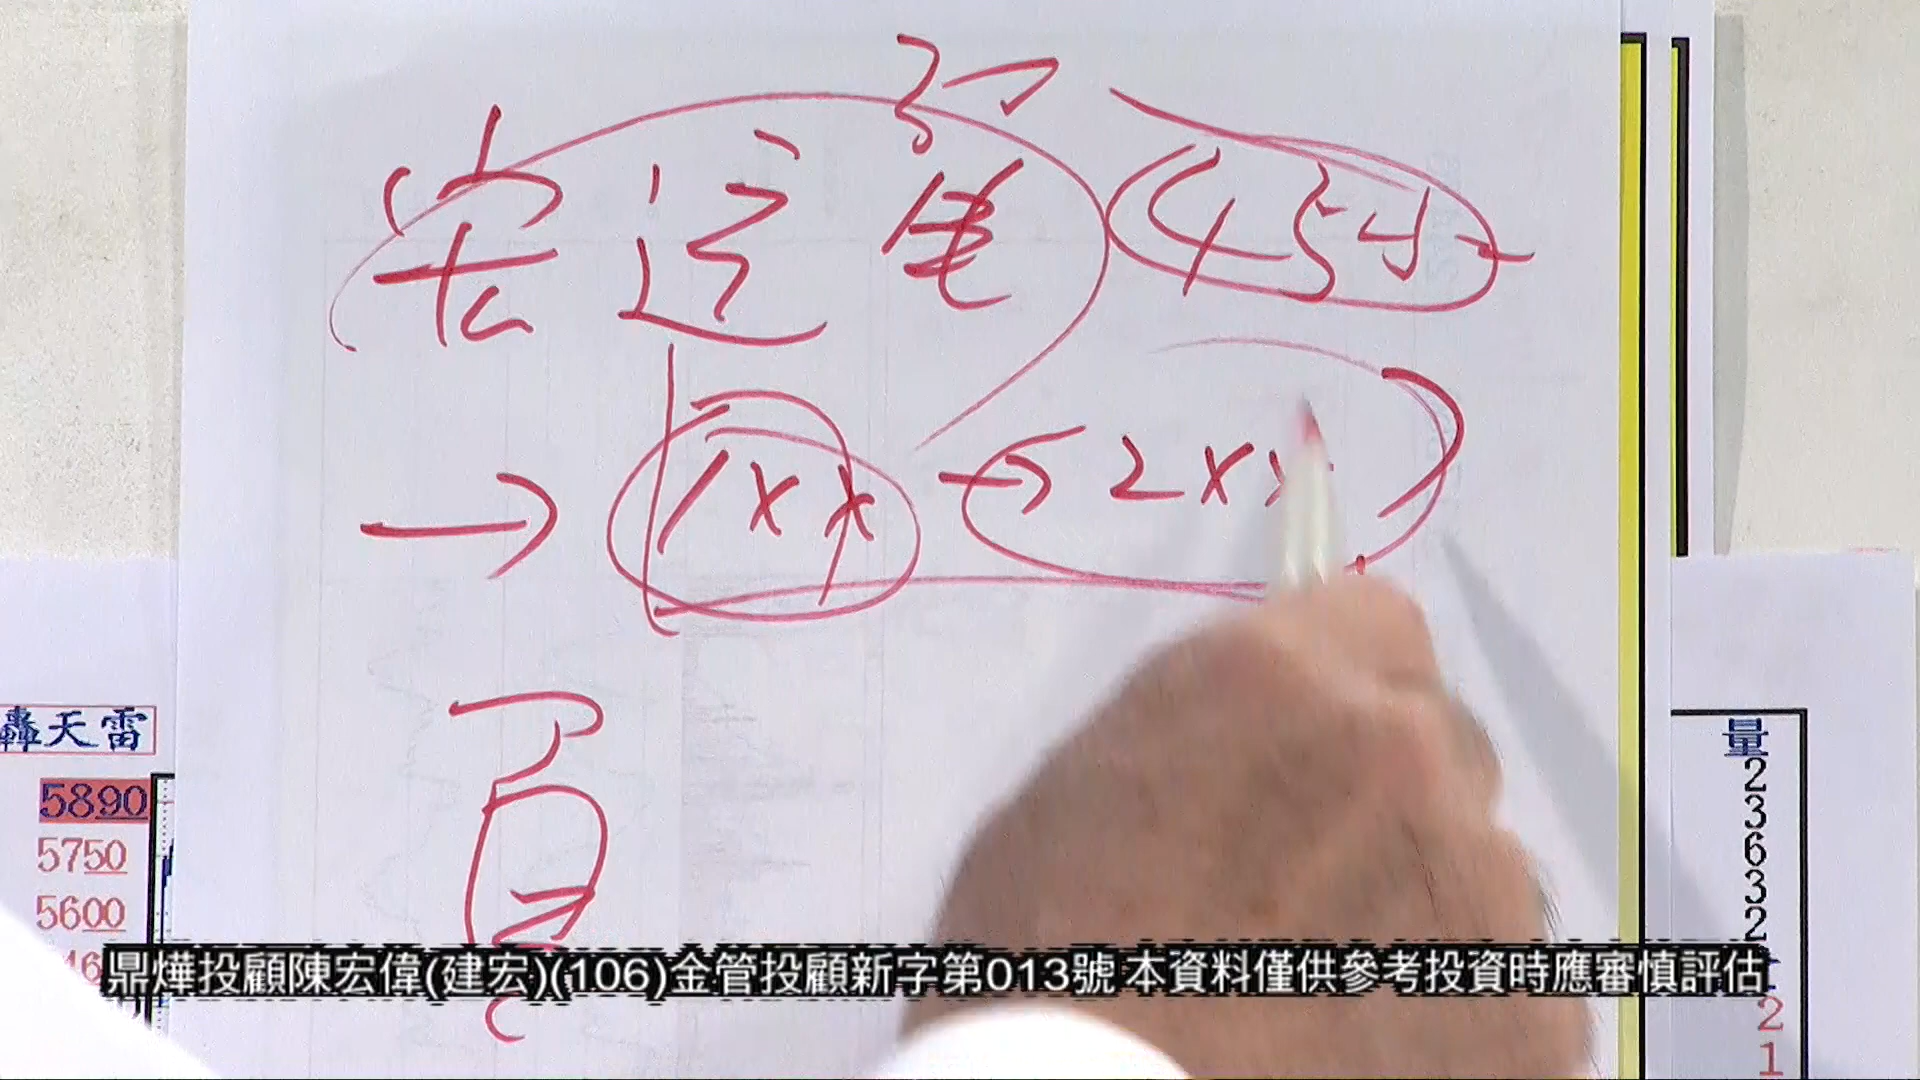 宏達電
454
→ 1xx → 2xx
買
轟天雷
5890
5750
5600
46
量
2
3
6
3
2
1
2
1
鼎燁投顧陳宏偉(建宏)(106)金管投顧新字第013號 本資料僅供參考投資時應審慎評估